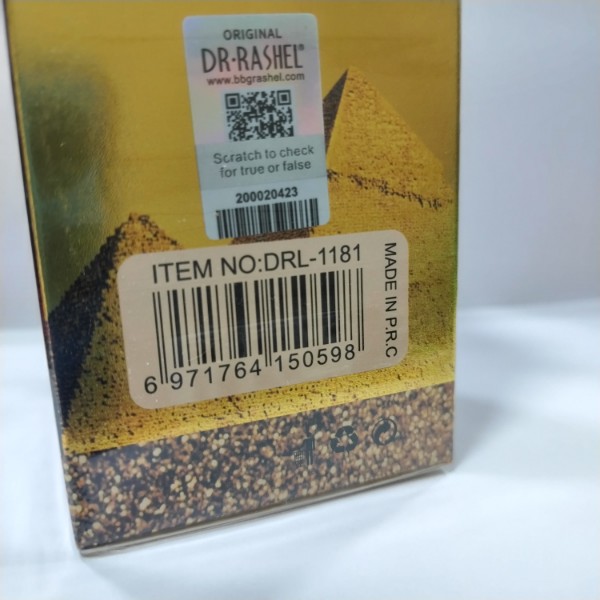 ORIGINAL
DR·RASHEL®
www.bbgrashel.com
Scratch to check
for true or false
200020423
ITEM NO:DRL-1181
6 971764 150598
MADE IN P.R.C